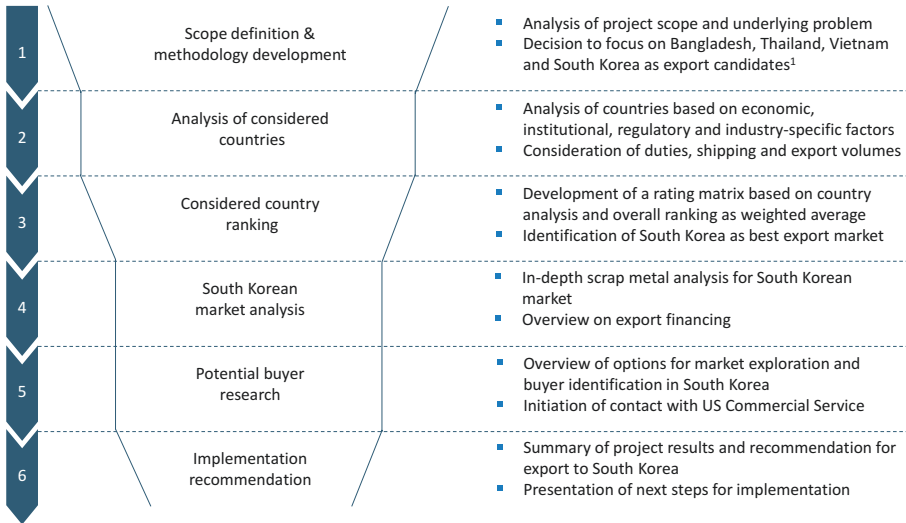 1
Scope definition &
methodology development
▪ Analysis of project scope and underlying problem
▪ Decision to focus on Bangladesh, Thailand, Vietnam
and South Korea as export candidates¹
2
Analysis of considered
countries
▪ Analysis of countries based on economic,
institutional, regulatory and industry-specific factors
▪ Consideration of duties, shipping and export volumes
3
Considered country
ranking
▪ Development of a rating matrix based on country
analysis and overall ranking as weighted average
▪ Identification of South Korea as best export market
4
South Korean
market analysis
▪ In-depth scrap metal analysis for South Korean
market
▪ Overview on export financing
5
Potential buyer
research
▪ Overview of options for market exploration and
buyer identification in South Korea
▪ Initiation of contact with US Commercial Service
6
Implementation
recommendation
▪ Summary of project results and recommendation for
export to South Korea
▪ Presentation of next steps for implementation